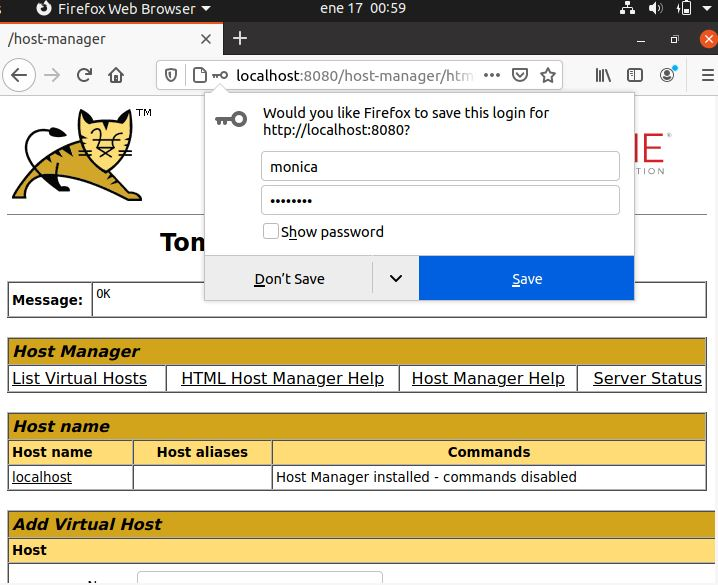 Firefox Web Browser
ene 17 00:59
/host-manager
localhost:8080/host-manager/htm
Would you like Firefox to save this login for
http://localhost:8080?
monica
••••••••
Show password
Don't Save
Save
TM
TION
Tom
Message:
OK
Host Manager
List Virtual Hosts
HTML Host Manager Help
Host Manager Help
Server Status
Host name
Host name
Host aliases
Commands
localhost
Host Manager installed - commands disabled
Add Virtual Host
Host